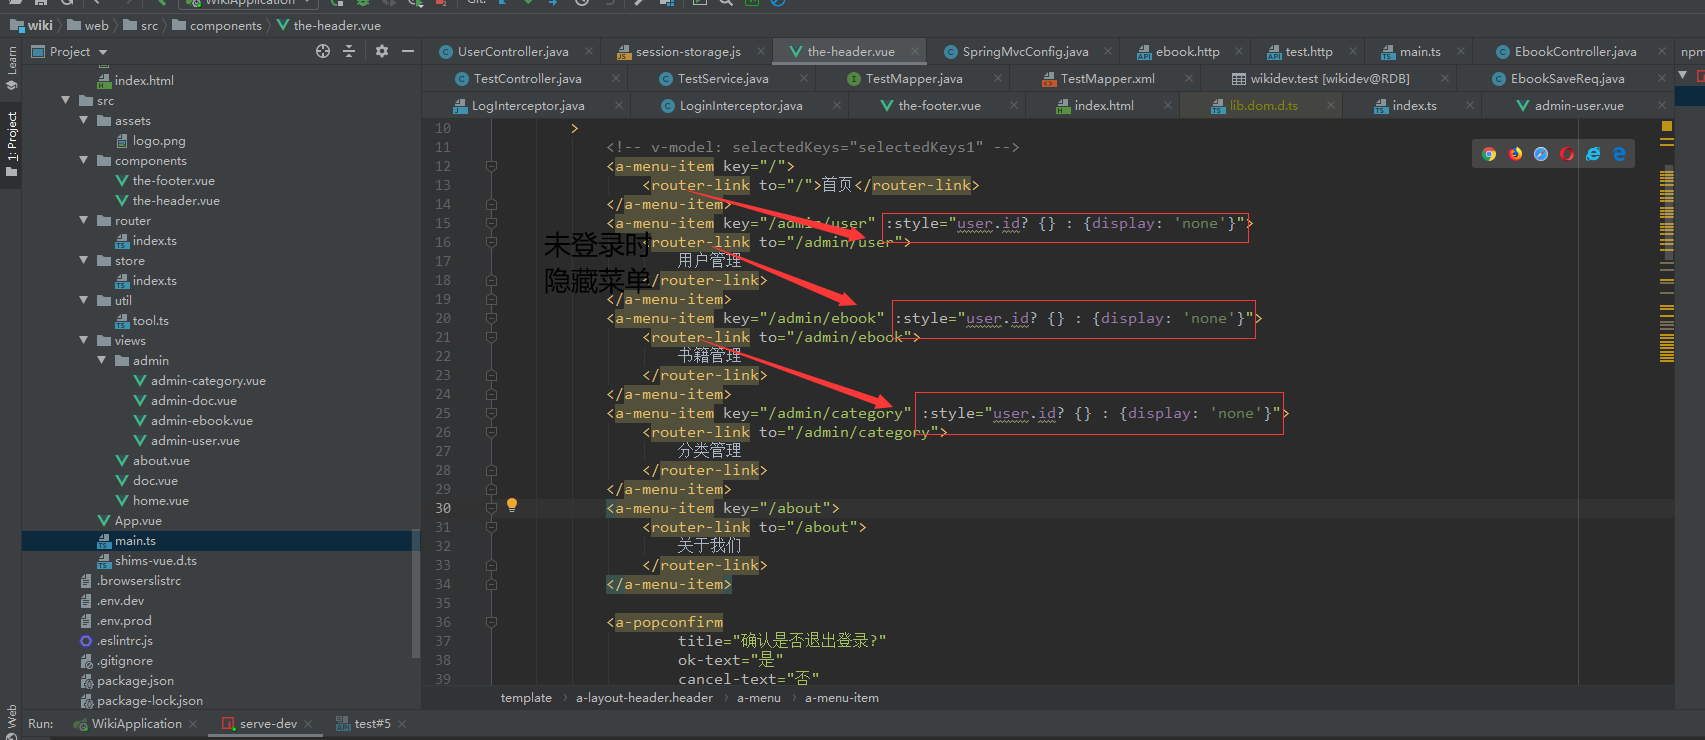 WikiApplication
Git:
wiki web src components the-header.vue
Project
UserController.java session-storage.js the-header.vue SpringMvcConfig.java ebook.http test.http main.ts EbookController.java npm
TestController.java TestService.java TestMapper.java TestMapper.xml wikidev.test [wikidev@RDB] EbookSaveReq.java
LogInterceptor.java LoginInterceptor.java the-footer.vue index.html lib.dom.d.ts index.ts admin-user.vue
Learn
1: Project
Web
index.html
src
assets
logo.png
components
the-footer.vue
the-header.vue
router
index.ts
store
index.ts
util
tool.ts
views
admin
admin-category.vue
admin-doc.vue
admin-ebook.vue
admin-user.vue
about.vue
doc.vue
home.vue
App.vue
main.ts
shims-vue.d.ts
.browserslistrc
.env.dev
.env.prod
.eslintrc.js
.gitignore
package.json
package-lock.json
10 >
11 <!-- v-model: selectedKeys="selectedKeys1" -->
12 <a-menu-item key="/">
13 <router-link to="/">首页</router-link>
14 </a-menu-item>
15 <a-menu-item key="/admin/user" :style="user.id? {} : {display: 'none'}">
16 <router-link to="/admin/user">
17 用户管理
18 </router-link>
19 </a-menu-item>
20 <a-menu-item key="/admin/ebook" :style="user.id? {} : {display: 'none'}">
21 <router-link to="/admin/ebook">
22 书籍管理
23 </router-link>
24 </a-menu-item>
25 <a-menu-item key="/admin/category" :style="user.id? {} : {display: 'none'}">
26 <router-link to="/admin/category">
27 分类管理
28 </router-link>
29 </a-menu-item>
30 <a-menu-item key="/about">
31 <router-link to="/about">
32 关于我们
33 </router-link>
34 </a-menu-item>
35
36 <a-popconfirm
37 title="确认是否退出登录?"
38 ok-text="是"
39 cancel-text="否"
未登录时
隐藏菜单
template a-layout-header.header a-menu a-menu-item
Run: WikiApplication serve-dev test#5